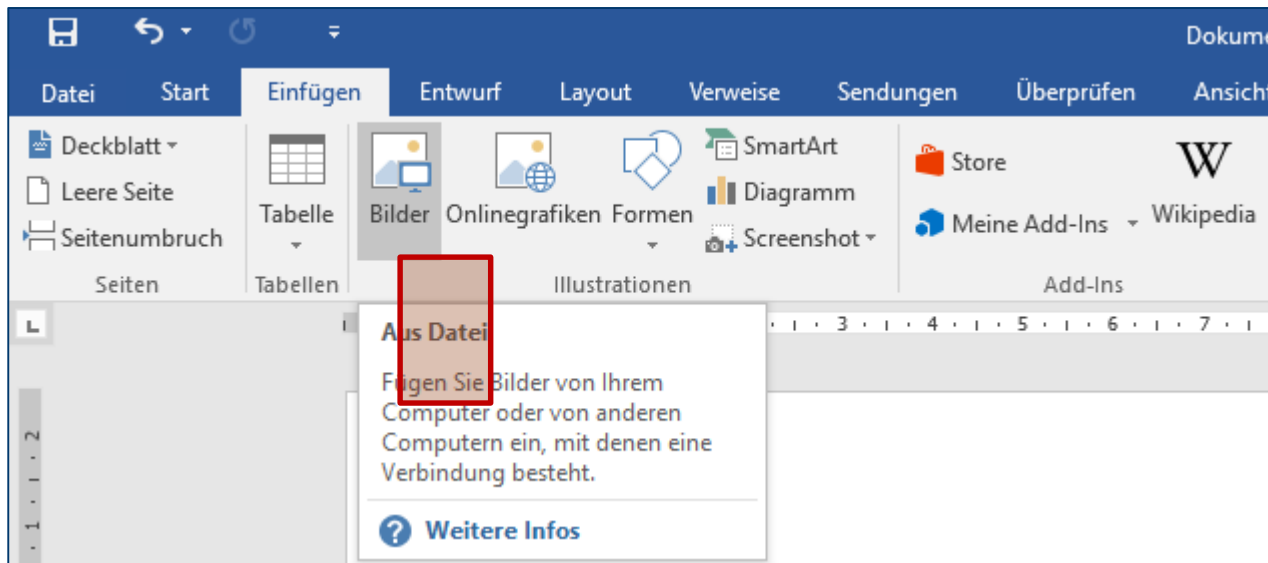 Dokume
Datei Start Einfügen Entwurf Layout Verweise Sendungen Überprüfen Ansich
Deckblatt
Leere Seite
Seitenumbruch
Seiten
Tabelle
Tabellen
Bilder Onlinegrafiken Formen
SmartArt
Diagramm
Screenshot
Illustrationen
Store
Meine Add-Ins
Wikipedia
Add-Ins
L
3 4 5 6 7
Aus Datei
Fügen Sie Bilder von Ihrem
Computer oder von anderen
Computern ein, mit denen eine
Verbindung besteht.
? Weitere Infos
2
1